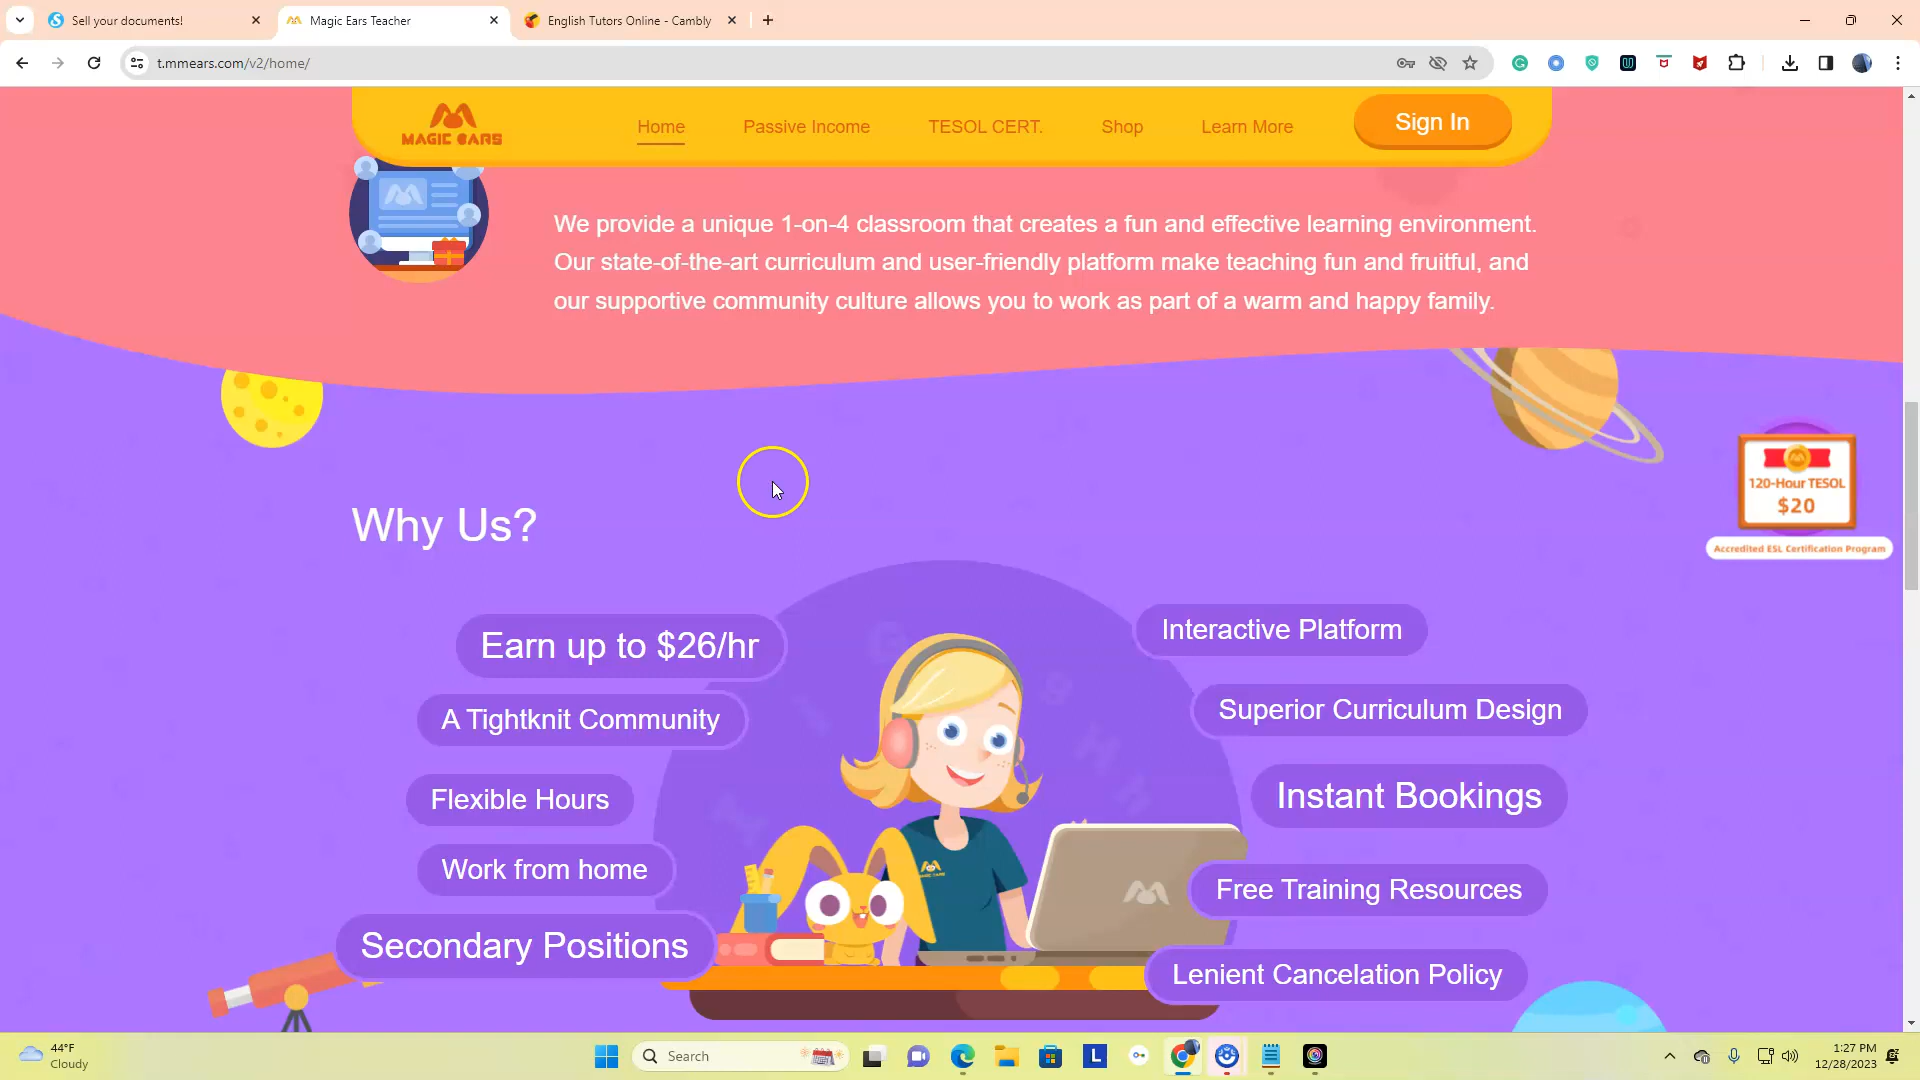 Sell your documents!
Magic Ears Teacher
English Tutors Online - Cambly
t.mmears.com/v2/home/
MAGIC EARS
Home
Passive Income
TESOL CERT.
Shop
Learn More
Sign In
We provide a unique 1-on-4 classroom that creates a fun and effective learning environment.
Our state-of-the-art curriculum and user-friendly platform make teaching fun and fruitful, and
our supportive community culture allows you to work as part of a warm and happy family.
120-Hour TESOL
$20
Accredited ESL Certification Program
Why Us?
Earn up to $26/hr
A Tightknit Community
Flexible Hours
Work from home
Secondary Positions
Interactive Platform
Superior Curriculum Design
Instant Bookings
Free Training Resources
Lenient Cancelation Policy
44°F
Cloudy
Search
1:27 PM
12/28/2023